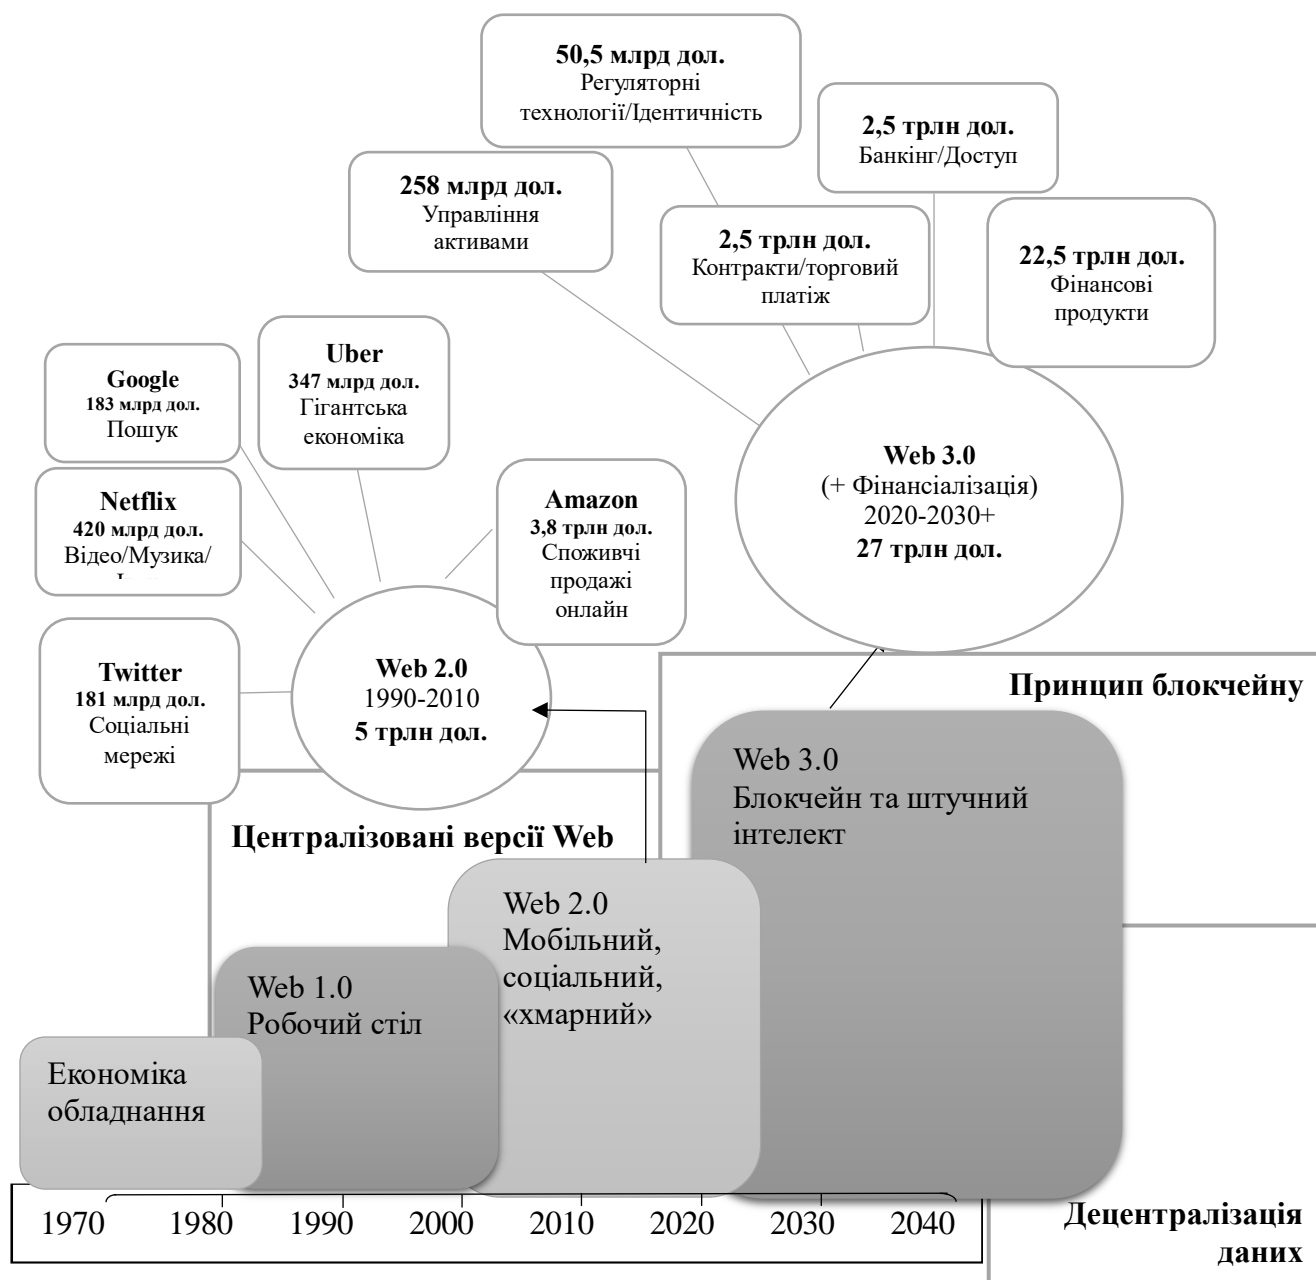 50,5 млрд дол.
Регуляторні
технології/Ідентичність
2,5 трлн дол.
Банкінг/Доступ
258 млрд дол.
Управління
активами
2,5 трлн дол.
Контракти/торговий
платіж
22,5 трлн дол.
Фінансові
продукти
Uber
347 млрд дол.
Гігантська
економіка
Google
183 млрд дол.
Пошук
Netflix
420 млрд дол.
Відео/Музика/
Amazon
3,8 трлн дол.
Споживчі
продажі
онлайн
Web 3.0
(+ Фінансіалізація)
2020-2030+
27 трлн дол.
Twitter
181 млрд дол.
Соціальні
мережі
Web 2.0
1990-2010
5 трлн дол.
Принцип блокчейну
Web 3.0
Блокчейн та штучний
інтелект
Централізовані версії Web
Web 2.0
Мобільний,
соціальний,
«хмарний»
Web 1.0
Робочий стіл
Економіка
обладнання
1970 1980 1990 2000 2010 2020 2030 2040
Децентралізація
даних